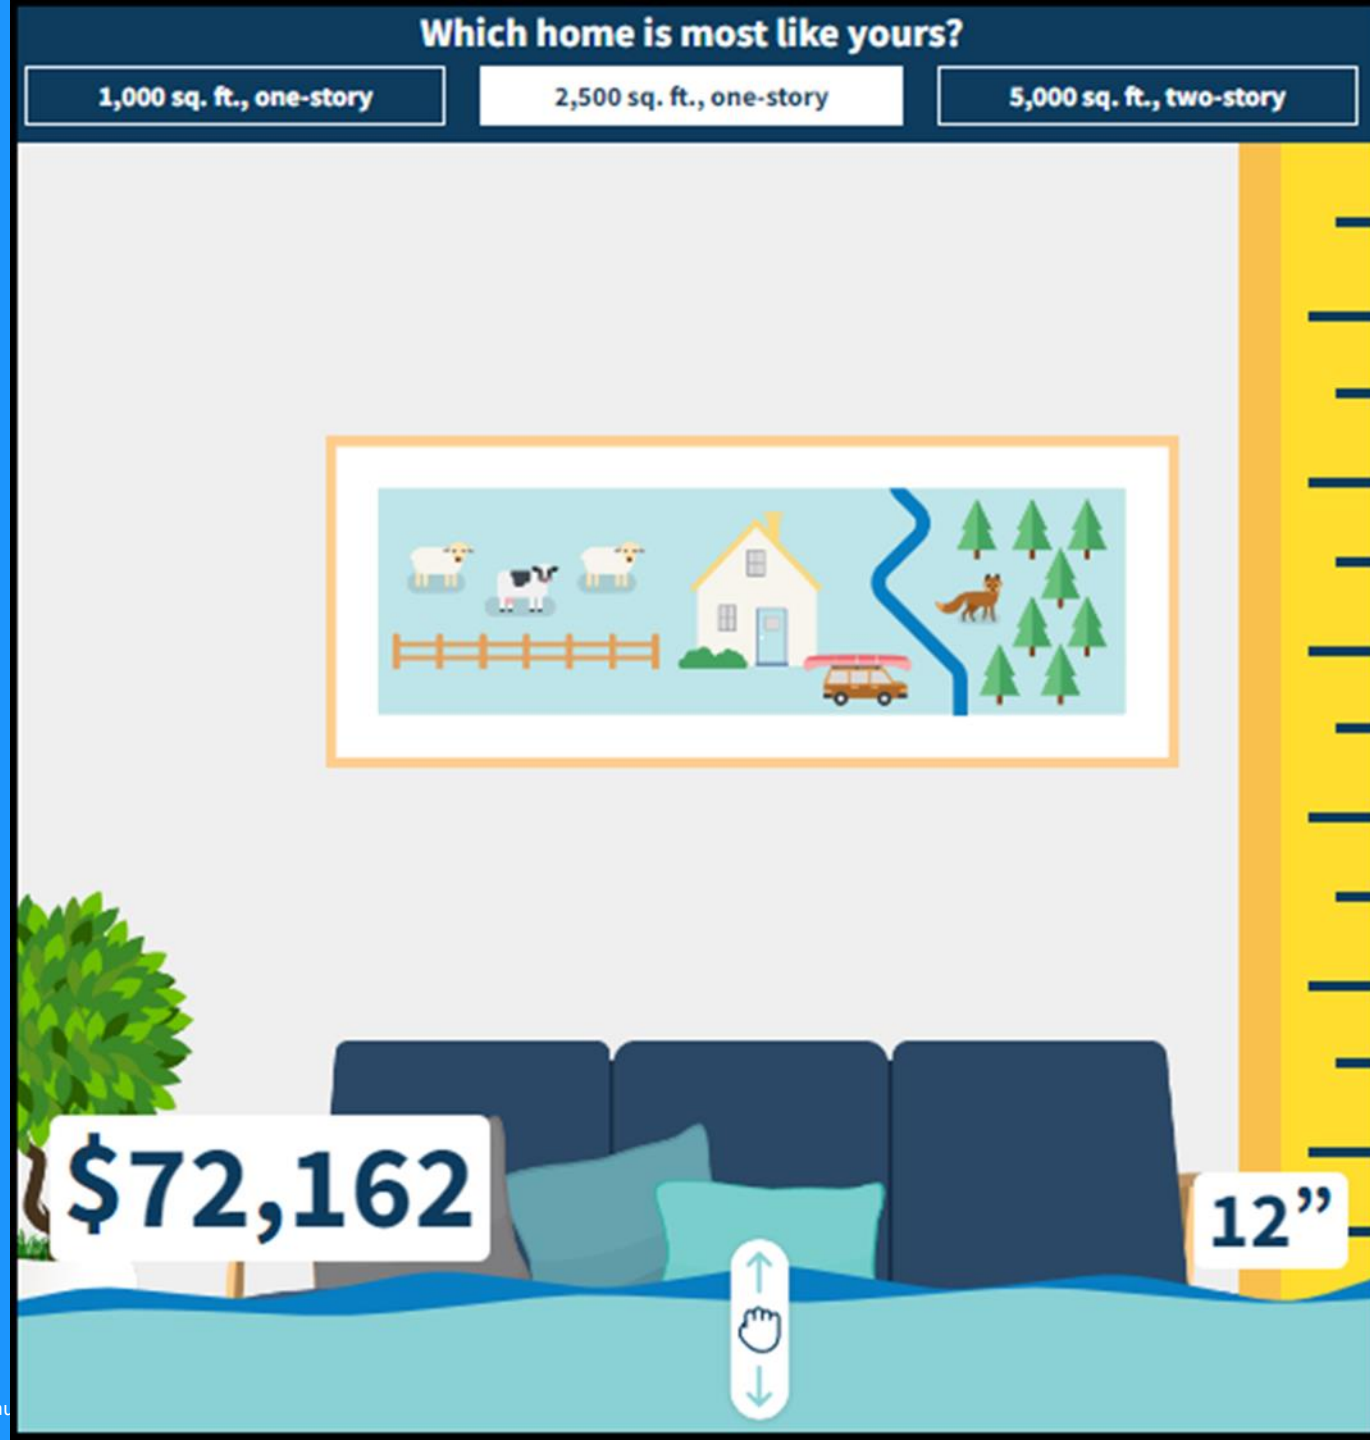 Which home is most like yours?
1,000 sq. ft., one-story
2,500 sq. ft., one-story
5,000 sq. ft., two-story
$72,162
12”